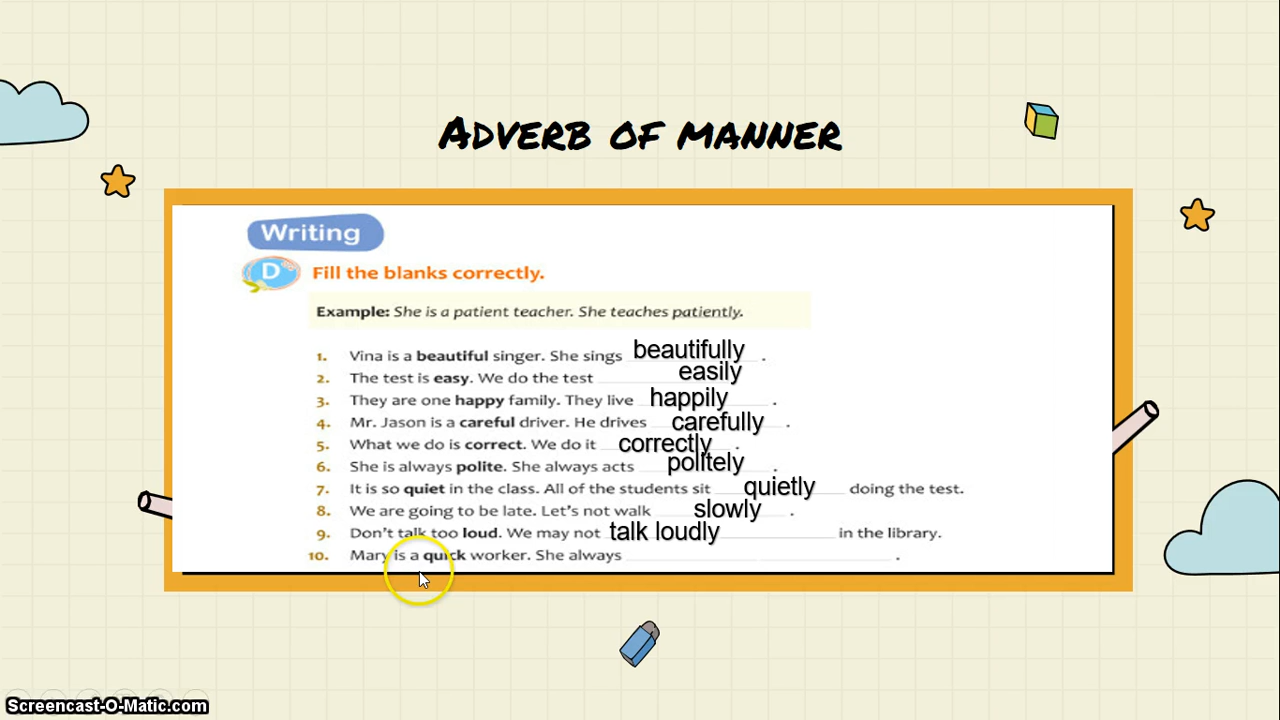 Adverb of manner
Writing
D Fill the blanks correctly.
Example: She is a patient teacher. She teaches patiently.
1. Vina is a beautiful singer. She sings beautifully .
2. The test is easy. We do the test easily
3. They are one happy family. They live happily .
4. Mr. Jason is a careful driver. He drives carefully .
5. What we do is correct. We do it correctly .
6. She is always polite. She always acts politely .
7. It is so quiet in the class. All of the students sit quietly doing the test.
8. We are going to be late. Let's not walk slowly .
9. Don't talk too loud. We may not talk loudly in the library.
10. Mary is a quick worker. She always .
Screencast-O-Matic.com